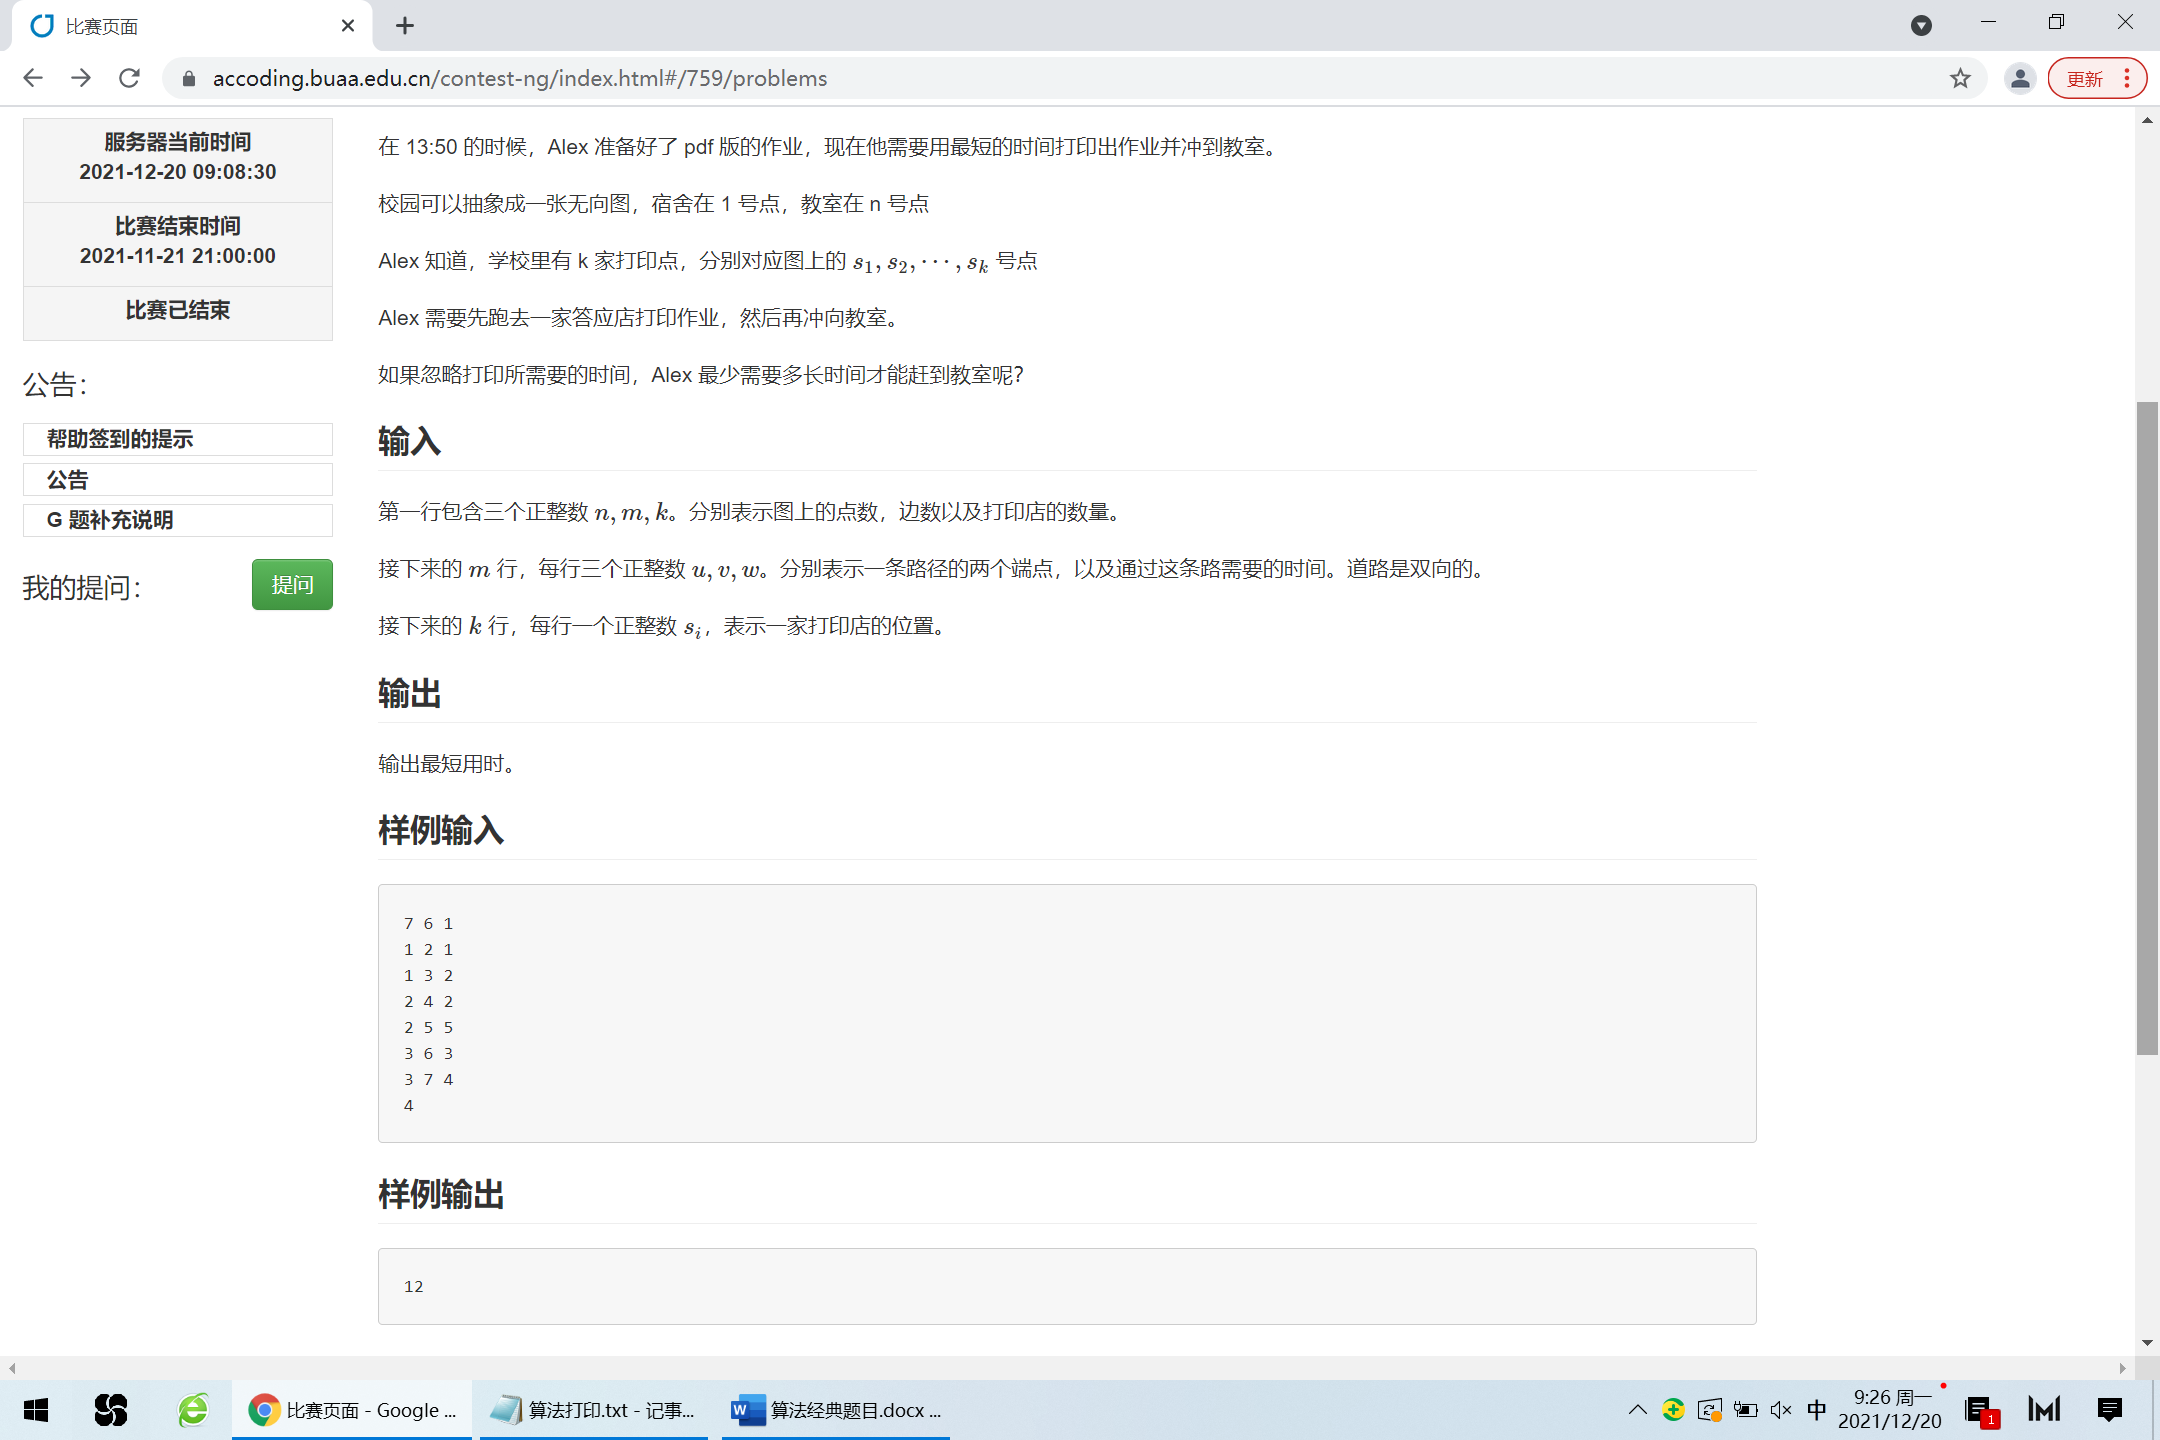 比赛页面
accoding.buaa.edu.cn/contest-ng/index.html#/759/problems
更新
服务器当前时间
2021-12-20 09:08:30
比赛结束时间
2021-11-21 21:00:00
比赛已结束
公告：
帮助签到的提示
公告
G 题补充说明
我的提问：
提问
在 13:50 的时候，Alex 准备好了 pdf 版的作业，现在他需要用最短的时间打印出作业并冲到教室。
校园可以抽象成一张无向图，宿舍在 1 号点，教室在 n 号点
Alex 知道，学校里有 k 家打印点，分别对应图上的 s₁, s₂, ⋯, sₖ 号点
Alex 需要先跑去一家答应店打印作业，然后再冲向教室。
如果忽略打印所需要的时间，Alex 最少需要多长时间才能赶到教室呢？
输入
第一行包含三个正整数 n, m, k。分别表示图上的点数，边数以及打印店的数量。
接下来的 m 行，每行三个正整数 u, v, w。分别表示一条路径的两个端点，以及通过这条路需要的时间。道路是双向的。
接下来的 k 行，每行一个正整数 sᵢ，表示一家打印店的位置。
输出
输出最短用时。
样例输入
7 6 1
1 2 1
1 3 2
2 4 2
2 5 5
3 6 3
3 7 4
4
样例输出
12
比赛页面 - Google ...
算法打印.txt - 记事...
算法经典题目.docx ...
中
9:26 周一
2021/12/20
1